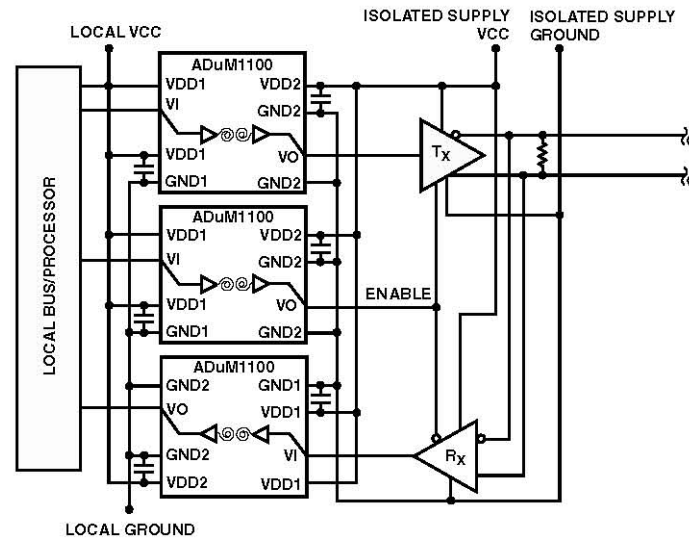 LOCAL VCC
ISOLATED SUPPLY
VCC
ISOLATED SUPPLY
GROUND
LOCAL BUS/PROCESSOR
ADuM1100
VDD1
VI
VDD1
GND1
VDD2
GND2
VO
GND2
TX
ADuM1100
VDD1
VI
VDD1
GND1
VDD2
GND2
VO
GND2
ENABLE
ADuM1100
GND2
VO
GND2
VDD2
GND1
VDD1
VI
VDD1
RX
LOCAL GROUND